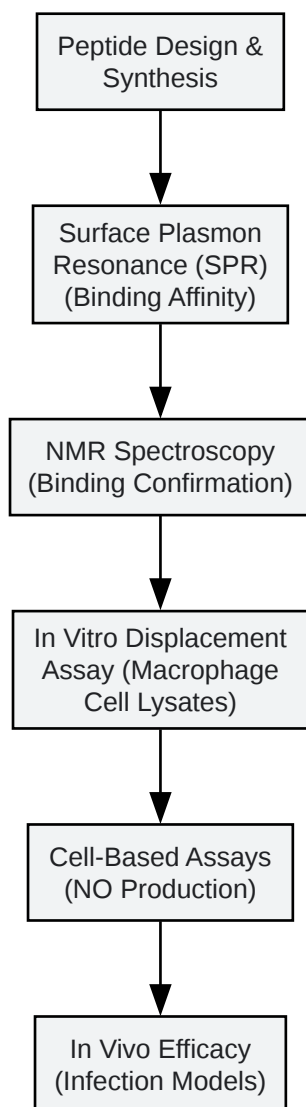 Peptide Design &
Synthesis
Surface Plasmon
Resonance (SPR)
(Binding Affinity)
NMR Spectroscopy
(Binding Confirmation)
In Vitro Displacement
Assay (Macrophage
Cell Lysates)
Cell-Based Assays
(NO Production)
In Vivo Efficacy
(Infection Models)